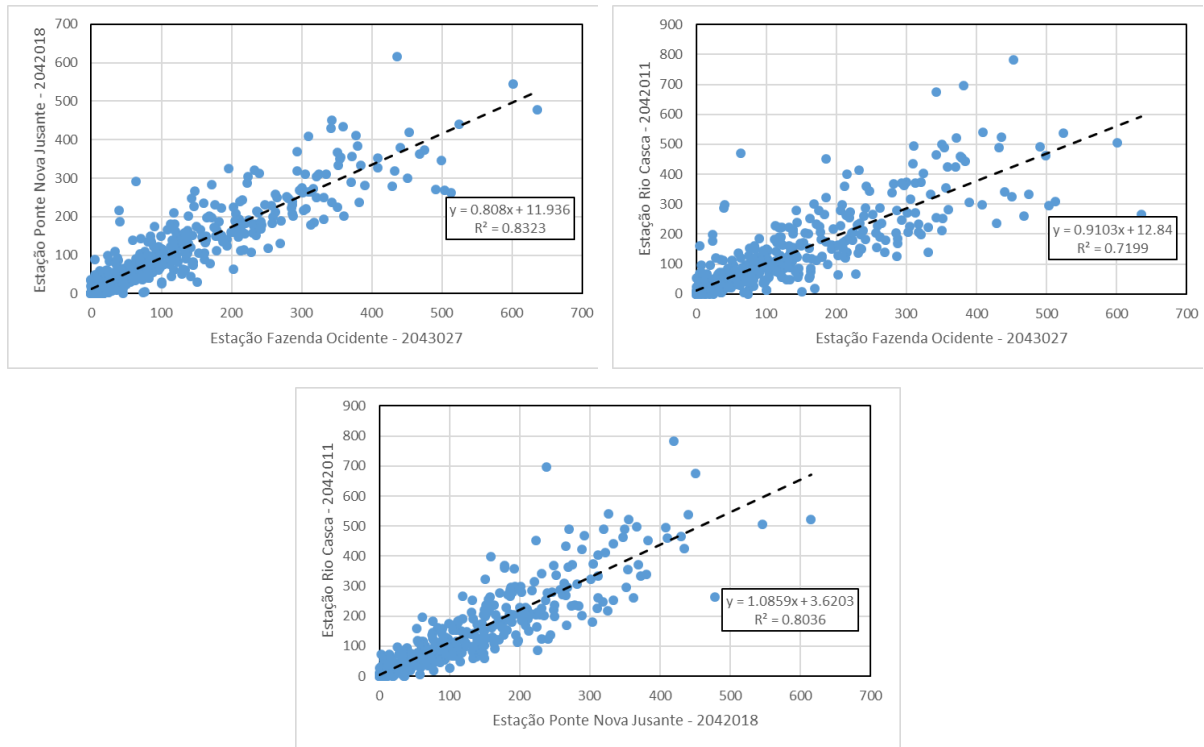 Estação Ponte Nova Jusante - 2042018
700
600
500
400
300
200
100
0
y = 0.808x + 11.936
R² = 0.8323
0 100 200 300 400 500 600 700
Estação Fazenda Ocidente - 2043027
Estação Rio Casca - 2042011
900
800
700
600
500
400
300
200
100
0
y = 0.9103x + 12.84
R² = 0.7199
0 100 200 300 400 500 600 700
Estação Fazenda Ocidente - 2043027
Estação Rio Casca - 2042011
900
800
700
600
500
400
300
200
100
0
y = 1.0859x + 3.6203
R² = 0.8036
0 100 200 300 400 500 600 700
Estação Ponte Nova Jusante - 2042018